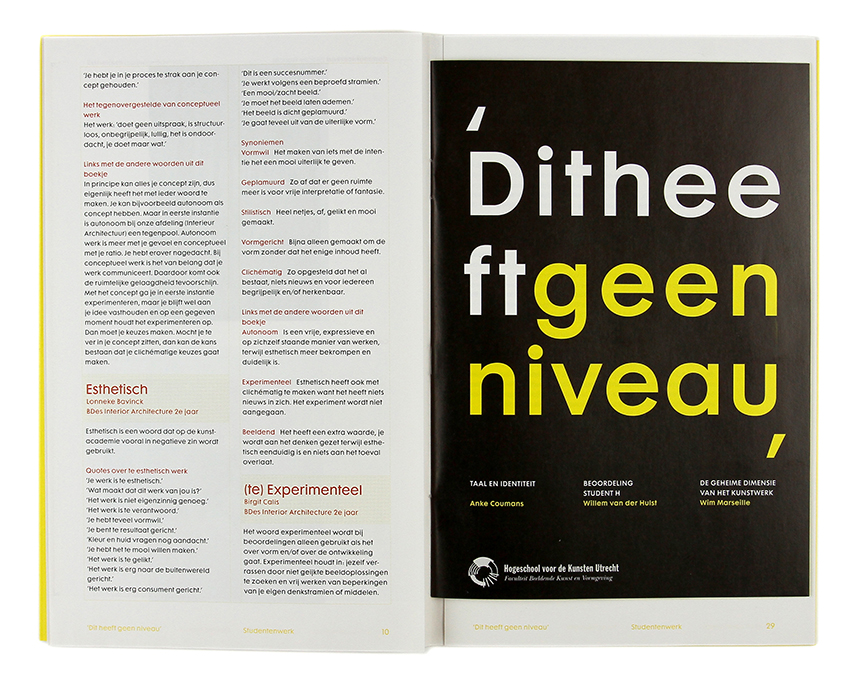 'Je hebt je in je proces te strak aan je con-
cept gehouden.'
Het tegenovergestelde van conceptueel
werk
Het werk: 'doet geen uitspraak, is structuur-
loos, onbegrijpelijk, lullig, het is ondoor-
dacht, je doet maar wat.'
Links met de andere woorden uit dit
boekje
In principe kan alles je concept zijn, dus
eigenlijk heeft het met ieder woord te
maken. Je kan bijvoorbeeld autonoom als
concept hebben. Maar in eerste instantie
is autonoom bij onze afdeling (Interieur
Architectuur) een tegenpool. Autonoom
werk is meer met je gevoel en conceptueel
met je ratio. Je hebt erover nagedacht. Bij
conceptueel werk is het van belang dat je
werk communiceert. Daardoor komt ook
de ruimtelijke gelaagdheid tevoorschijn.
Met het concept ga je in eerste instantie
experimenteren, maar je blijft wel aan
je idee vasthouden en op een gegeven
moment houdt het experimenteren op.
Dan moet je keuzes maken. Mocht je te
ver in je concept zitten, dan kan de kans
bestaan dat je clichématige keuzes gaat
maken.
Esthetisch
Lonneke Bavinck
BDes Interior Architecture 2e jaar
Esthetisch is een woord dat op de kunst-
academie vooral in negatieve zin wordt
gebruikt.
Quotes over te esthetisch werk
'Je werk is te esthetisch.'
'Wat maakt dat dit werk van jou is?'
'Het werk is niet eigenzinnig genoeg.'
'Het werk is te verantwoord.'
'Je hebt teveel vormwil.'
'Je bent te resultaat gericht.'
'Kleur en huid vragen nog aandacht.'
'Je hebt het te mooi willen maken.'
'Het werk is te gelikt.'
'Het werk is erg naar de buitenwereld
gericht.'
'Het werk is erg consument gericht.'
'Dit heeft geen niveau'
Studentenwerk
10
'Dit is een succesnummer.'
'Je werkt volgens een beproefd stramien.'
'Een mooi/zacht beeld.'
'Je moet het beeld laten ademen.'
'Het beeld is dicht geplamuurd.'
'Je gaat teveel uit van de uiterlijke vorm.'
Synoniemen
Vormwil Het maken van iets met de inten-
tie het een mooi uiterlijk te geven.
Geplamuurd Zo af dat er geen ruimte
meer is voor vrije interpretatie of fantasie.
Stilistisch Heel netjes, af, gelikt en mooi
gemaakt.
Vormgericht Bijna alleen gemaakt om de
vorm zonder dat het enige inhoud heeft.
Clichématig Zo opgesteld dat het al
bestaat, niets nieuws en voor iedereen
begrijpelijk en/of herkenbaar.
Links met de andere woorden uit dit
boekje
Autonoom Is een vrije, expressieve en
op zichzelf staande manier van werken,
terwijl esthetisch meer bekrompen en
duidelijk is.
Experimenteel Esthetisch heeft ook met
clichématig te maken want het heeft niets
nieuws in zich. Het experiment wordt niet
aangegaan.
Beeldend Het heeft een extra waarde, je
wordt aan het denken gezet terwijl esthe-
tisch eenduidig is en niets aan het toeval
overlaat.
(te) Experimenteel
Birgit Calis
BDes Interior Architecture 2e jaar
Het woord experimenteel wordt bij
beoordelingen alleen gebruikt als het
over vorm en/of over de ontwikkeling
gaat. Experimenteel houdt in: jezelf ver-
rassen door niet geijkte beeldoplossingen
te zoeken en vrij werken van beperkingen
van je eigen denkstramien of middelen.
'Dithee
ftgeen
niveau'
TAAL EN IDENTITEIT
Anke Coumans
BEOORDELING
STUDENT H
Willem van der Hulst
DE GEHEIME DIMENSIE
VAN HET KUNSTWERK
Wim Marseille
Hogeschool voor de Kunsten Utrecht
Faculteit Beeldende Kunst en Vormgeving
'Dit heeft geen niveau'
Studentenwerk
29